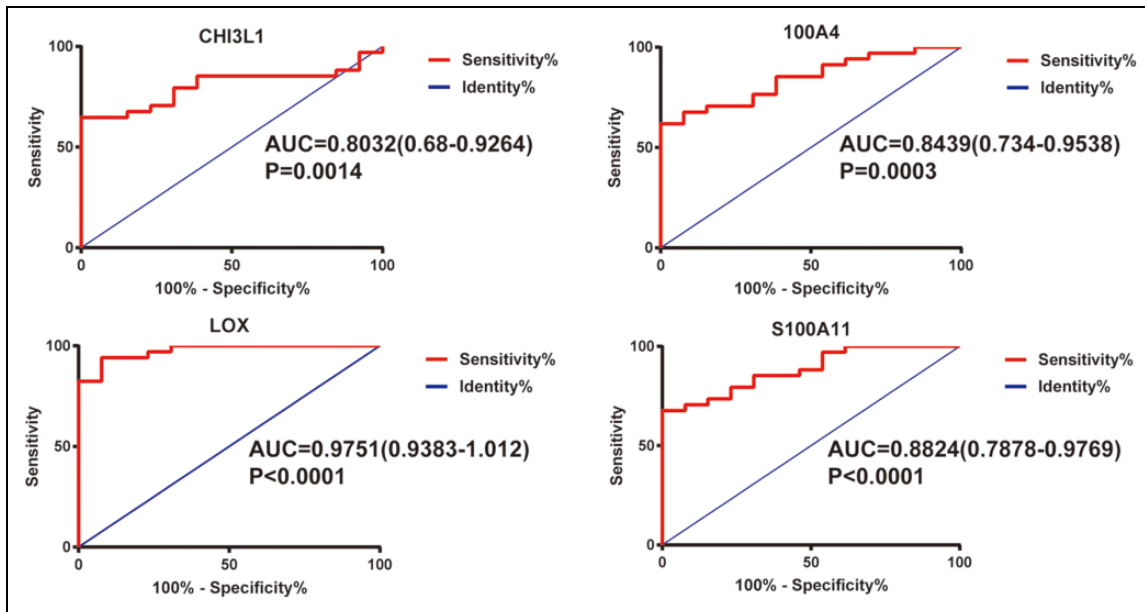 CHI3L1
100
50
0
Sensitivity
Sensitivity%
Identity%
AUC=0.8032(0.68-0.9264)
P=0.0014
0
50
100
100% - Specificity%
100A4
100
50
0
Sensitivity
Sensitivity%
Identity%
AUC=0.8439(0.734-0.9538)
P=0.0003
0
50
100
100% - Specificity%
LOX
100
50
0
Sensitivity
Sensitivity%
Identity%
AUC=0.9751(0.9383-1.012)
P<0.0001
0
50
100
100% - Specificity%
S100A11
100
50
0
Sensitivity
Sensitivity%
Identity%
AUC=0.8824(0.7878-0.9769)
P<0.0001
0
50
100
100% - Specificity%